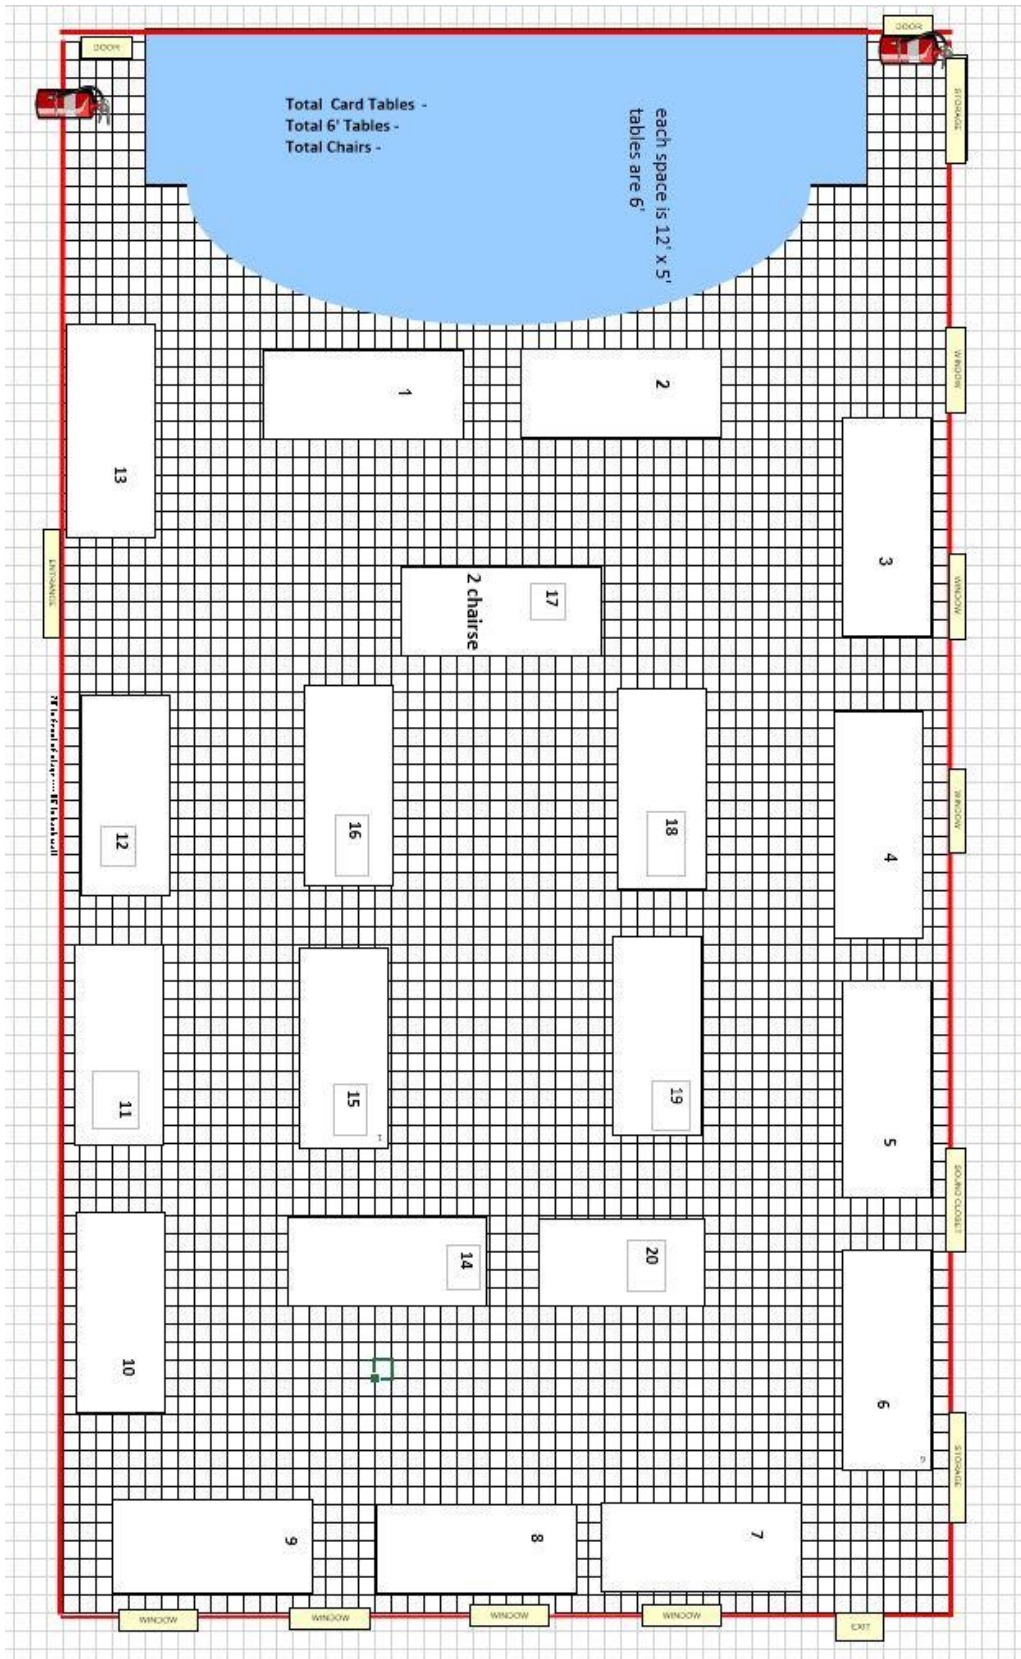 DOOR
DOOR
STORAGE
Total Card Tables -
Total 6' Tables -
Total Chairs -
each space is 12' x 5'
tables are 6'
WINDOW
1
2
13
3
ENTRANCE
WINDOW
17
2 chairse
WINDOW
12
16
18
4
11
15
19
5
SOUND CLOSET
14
20
10
6
STORAGE
9
8
7
WINDOW
WINDOW
WINDOW
WINDOW
EXIT